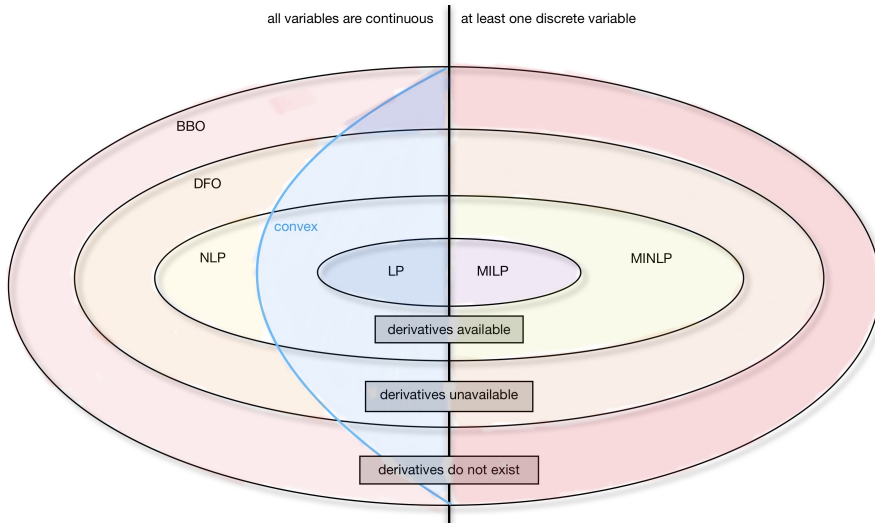 all variables are continuous
at least one discrete variable
BBO
DFO
convex
NLP
LP
MILP
MINLP
derivatives available
derivatives unavailable
derivatives do not exist